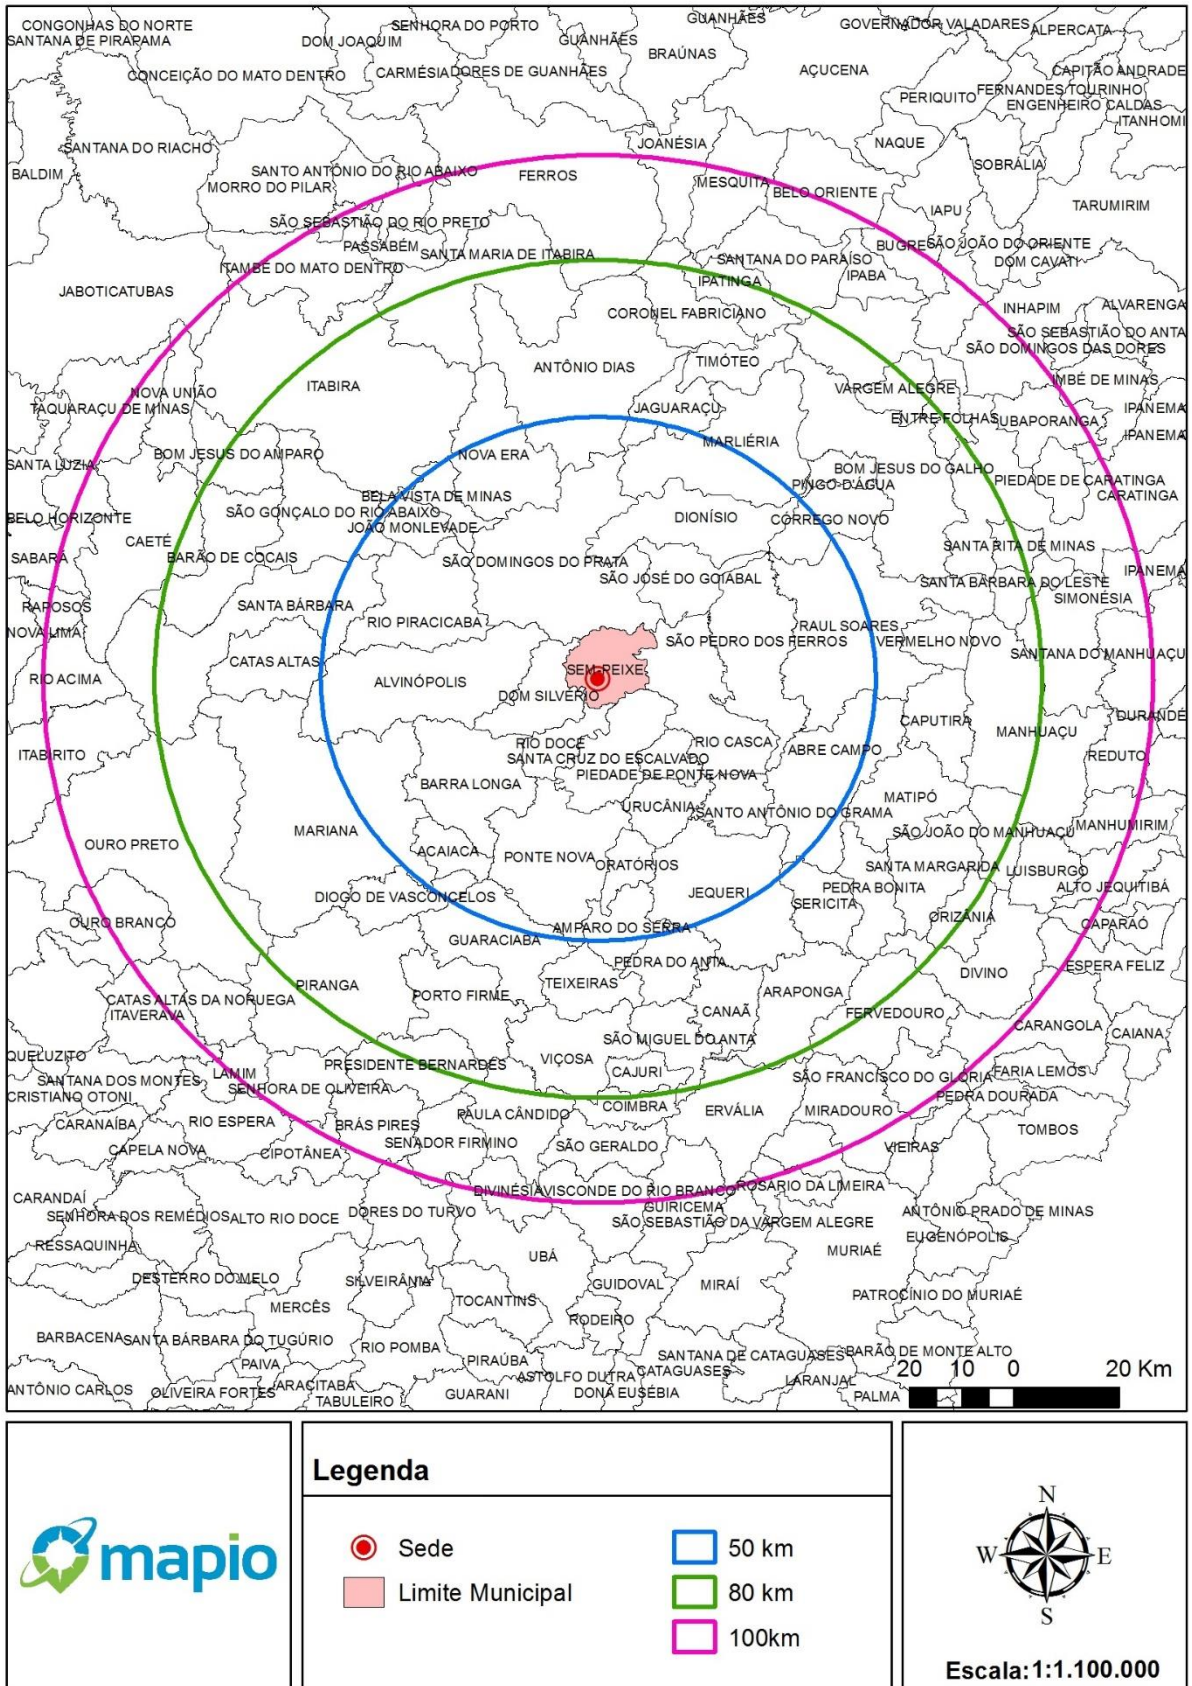 CONGONHAS DO NORTE
SENHORA DO PORTO
GUANHÃES
GOVERNADOR VALADARES
ALPERCATA
SANTANA DE PIRAPAMA
DOM JOAQUIM
GUANHÃES
BRAÚNAS
CONCEIÇÃO DO MATO DENTRO
CARMÉSIA
DORES DE GUANHÃES
AÇUCENA
CAPITÃO ANDRADE
PERIQUITO
FERNANDES TOURINHO
ENGENHEIRO CALDAS
ITANHOMI
SANTANA DO RIACHO
JOANÉSIA
NAQUE
SOBRÁLIA
BALDIM
SANTO ANTÔNIO DO RIO ABAIXO
MORRO DO PILAR
FERROS
MESQUITA
BELO ORIENTE
IAPU
TARUMIRIM
SÃO SEBASTIÃO DO RIO PRETO
PASSABÉM
SANTA MARIA DE ITABIRA
SANTANA DO PARAÍSO
BUGRE
SÃO JOÃO DO ORIENTE
DOM CAVATI
ITAMBÉ DO MATO DENTRO
IPATINGA
IPABA
JABOTICATUBAS
CORONEL FABRICIANO
INHAPIM
ALVARENGA
SÃO SEBASTIÃO DO ANTA
SÃO DOMINGOS DAS DORES
ANTÔNIO DIAS
TIMÓTEO
ITABIRA
VARGEM ALEGRE
IMBÉ DE MINAS
NOVA UNIÃO
TAQUARAÇU DE MINAS
JAGUARAÇU
ENTRE FOLHAS
UBAPORANGA
IPANEMA
IPANEMA
MARLIÉRIA
BOM JESUS DO AMPARO
NOVA ERA
SANTA LUZIA
BOM JESUS DO GALHO
PINGO-D'ÁGUA
PIEDADE DE CARATINGA
CARATINGA
BELA VISTA DE MINAS
SÃO GONÇALO DO RIO ABAIXO
JOÃO MONLEVADE
BELO HORIZONTE
DIONÍSIO
CÓRREGO NOVO
CAETÉ
BARÃO DE COCAIS
SABARÁ
SÃO DOMINGOS DO PRATA
SÃO JOSÉ DO GOIABAL
SANTA RITA DE MINAS
SANTA BÁRBARA DO LESTE
IPANEMA
SIMONÉSIA
RAPOSOS
SANTA BÁRBARA
RIO PIRACICABA
RAUL SOARES
NOVA LIMA
SÃO PEDRO DOS FERROS
VERMELHO NOVO
SANTANA DO MANHUAÇU
CATAS ALTAS
SEM-PEIXE
RIO ACIMA
ALVINÓPOLIS
DOM SILVÉRIO
CAPUTIRA
DURANDÉ
MANHUAÇU
ITABIRITO
RIO DOCE
RIO CASCA
ABRE CAMPO
REDUTO
SANTA CRUZ DO ESCALVADO
PIEDADE DE PONTE NOVA
BARRA LONGA
MATIPÓ
URUCÂNIA
SANTO ANTÔNIO DO GRAMA
MARIANA
SÃO JOÃO DO MANHUAÇU
MANHUMIRIM
OURO PRETO
ACAIACA
PONTE NOVA
ORATÓRIOS
SANTA MARGARIDA
LUISBURGO
ALTO JEQUITIBÁ
DIOGO DE VASCONCELOS
JEQUERI
PEDRA BONITA
SERICITA
OURO BRANCO
AMPARO DO SERRA
ORIZÂNIA
CAPARAÓ
GUARACIABA
PEDRA DO ANTA
DIVINO
ESPERA FELIZ
PIRANGA
TEIXEIRAS
ARAPONGA
CATAS ALTAS DA NORUEGA
ITAVERAVA
PORTO FIRME
CANAÃ
FERVEDOURO
CARANGOLA
CAIANA
SÃO MIGUEL DO ANTA
QUELUZITO
VIÇOSA
PRESIDENTE BERNARDES
LAMIM
CAJURI
SÃO FRANCISCO DO GLÓRIA
FARIA LEMOS
SANTANA DOS MONTES
SENHORA DE OLIVEIRA
PEDRA DOURADA
CRISTIANO OTONI
COIMBRA
ERVÁLIA
MIRADOURO
PAULA CÂNDIDO
CARANAÍBA
RIO ESPERA
BRÁS PIRES
TOMBOS
CAPELA NOVA
CIPOTÂNEA
SENADOR FIRMINO
SÃO GERALDO
VIEIRAS
CARANDAÍ
DIVINÉSIA
VISCONDE DO RIO BRANCO
ROSÁRIO DA LIMEIRA
GUIRICEMA
SENHORA DOS REMÉDIOS
ALTO RIO DOCE
DORES DO TURVO
SÃO SEBASTIÃO DA VARGEM ALEGRE
ANTÔNIO PRADO DE MINAS
EUGENÓPOLIS
RESSAQUINHA
UBÁ
MURIAÉ
DESTERRO DO MELO
SILVEIRÂNIA
GUIDOVAL
MIRAÍ
MERCÊS
TOCANTINS
PATROCÍNIO DO MURIAÉ
RODEIRO
BARBACENA
SANTA BÁRBARA DO TUGÚRIO
RIO POMBA
PIRAÚBA
SANTANA DE CATAGUASES
BARÃO DE MONTE ALTO
PAIVA
ASTOLFO DUTRA
CATAGUASES
LARANJAL
ANTÔNIO CARLOS
OLIVEIRA FORTES
ARACITABA
TABULEIRO
GUARANI
DONA EUSÉBIA
PALMA
20 10 0 20 Km
mapio
Legenda
Sede
Limite Municipal
50 km
80 km
100km
N
W E
S
Escala:1:1.100.000